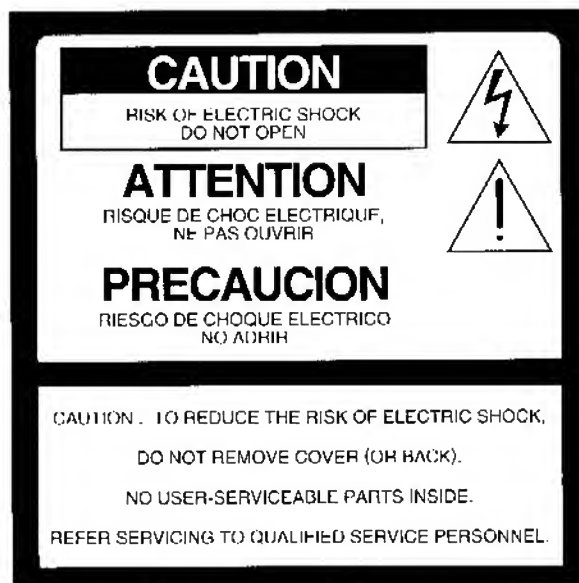 CAUTION
RISK OF ELECTRIC SHOCK
DO NOT OPEN
ATTENTION
RISQUE DE CHOC ELECTRIQUE,
NE PAS OUVRIR
PRECAUCION
RIESGO DE CHOQUE ELECTRICO
NO ABRIR
CAUTION : TO REDUCE THE RISK OF ELECTRIC SHOCK,
DO NOT REMOVE COVER (OR BACK).
NO USER-SERVICEABLE PARTS INSIDE.
REFER SERVICING TO QUALIFIED SERVICE PERSONNEL.